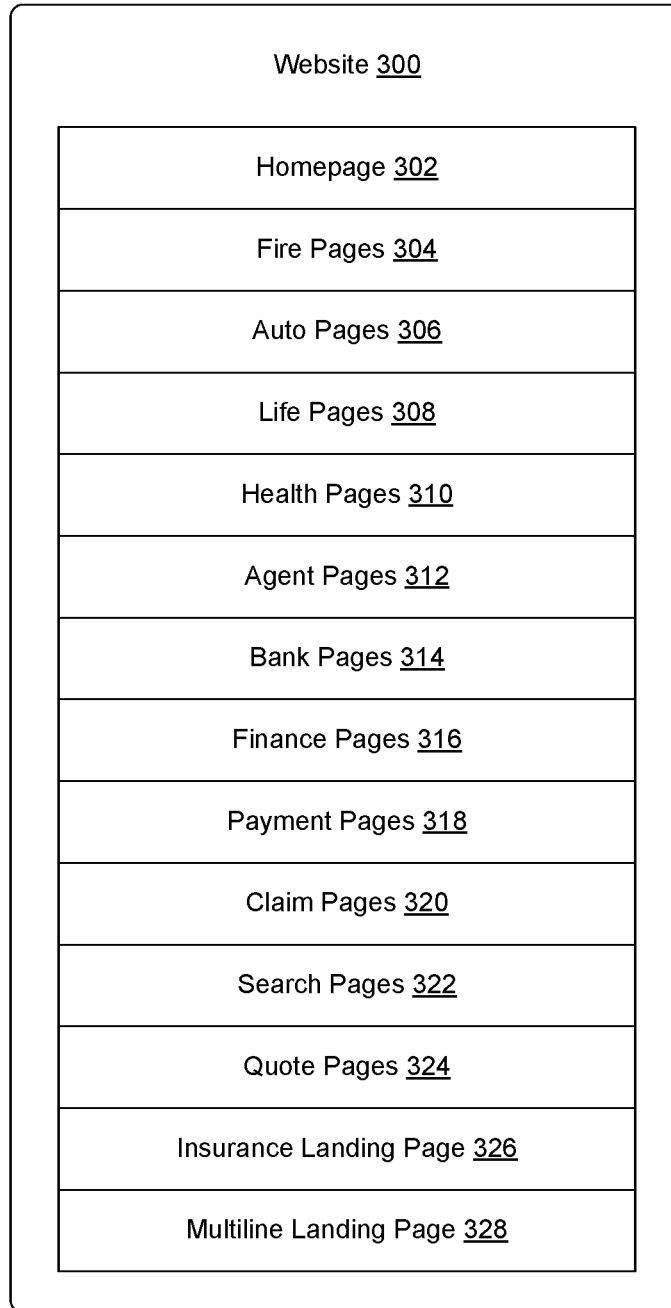 Website 300
Homepage 302
Fire Pages 304
Auto Pages 306
Life Pages 308
Health Pages 310
Agent Pages 312
Bank Pages 314
Finance Pages 316
Payment Pages 318
Claim Pages 320
Search Pages 322
Quote Pages 324
Insurance Landing Page 326
Multiline Landing Page 328